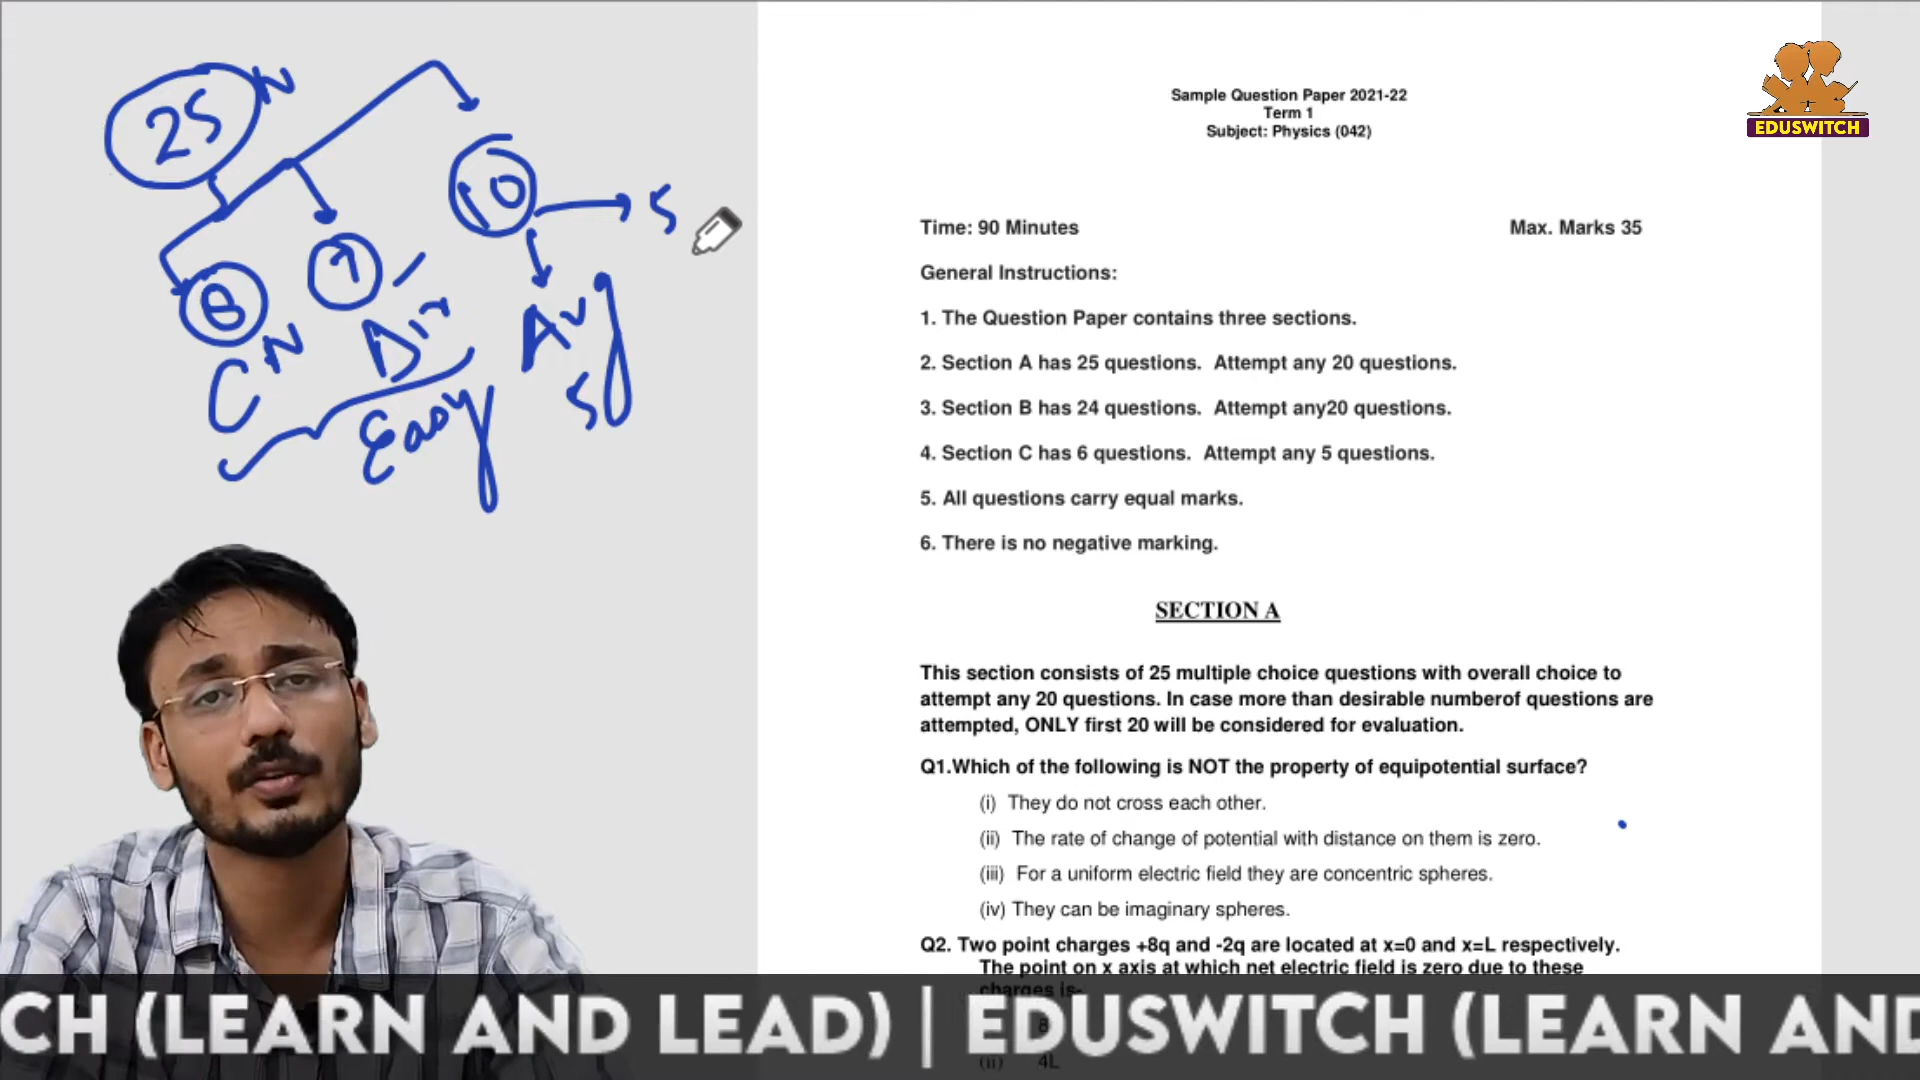 25 N
10
5
7
8
CN
Dir
Avg
5
Easy
EDUSWITCH
Sample Question Paper 2021-22
Term 1
Subject: Physics (042)
Time: 90 Minutes Max. Marks 35
General Instructions:
1. The Question Paper contains three sections.
2. Section A has 25 questions. Attempt any 20 questions.
3. Section B has 24 questions. Attempt any20 questions.
4. Section C has 6 questions. Attempt any 5 questions.
5. All questions carry equal marks.
6. There is no negative marking.
SECTION A
This section consists of 25 multiple choice questions with overall choice to
attempt any 20 questions. In case more than desirable numberof questions are
attempted, ONLY first 20 will be considered for evaluation.
Q1.Which of the following is NOT the property of equipotential surface?
(i) They do not cross each other.
(ii) The rate of change of potential with distance on them is zero.
(iii) For a uniform electric field they are concentric spheres.
(iv) They can be imaginary spheres.
Q2. Two point charges +8q and -2q are located at x=0 and x=L respectively.
The point on x axis at which net electric field is zero due to these
charges is-
(ii) 4L
CH (LEARN AND LEAD) | EDUSWITCH (LEARN AND